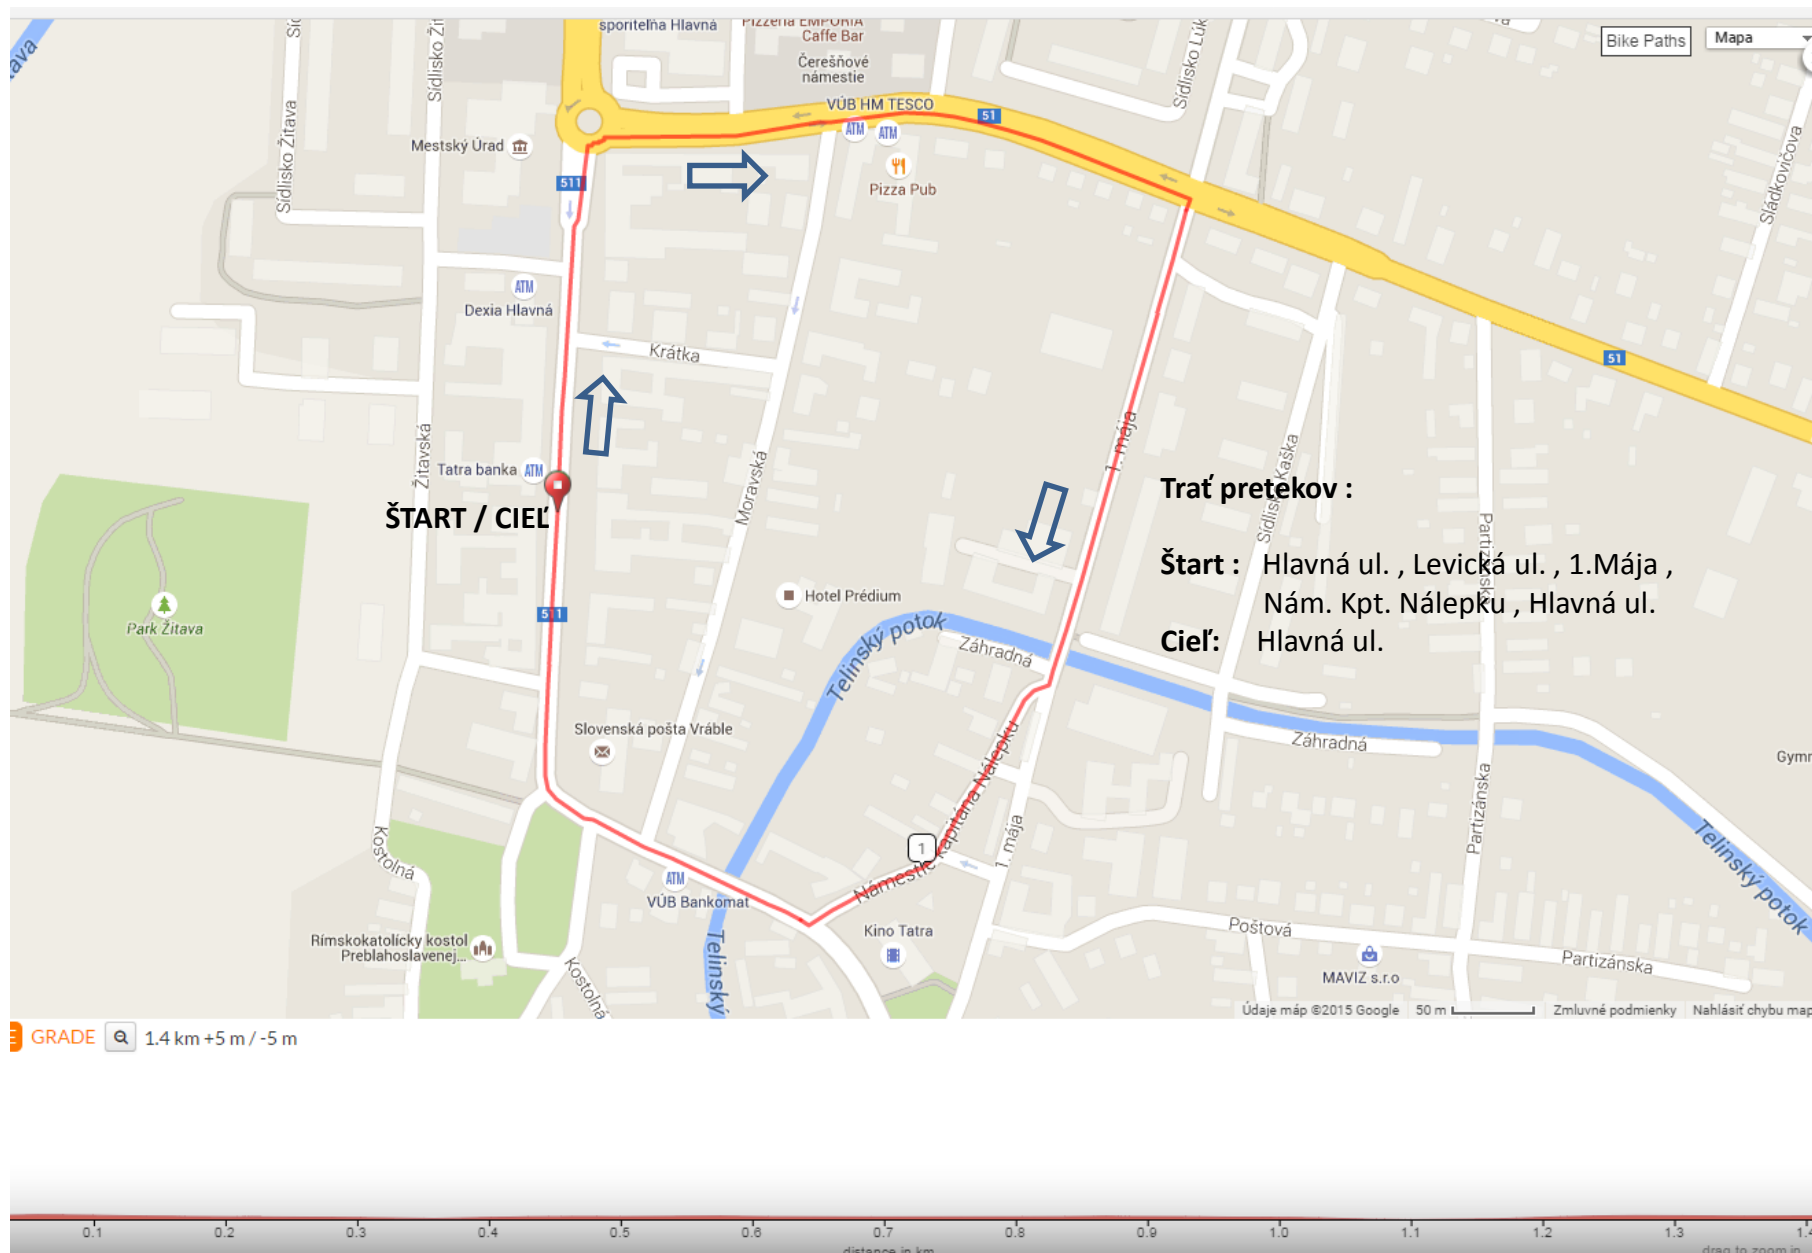 sporiteľňa Hlavná
Pizzeria EMPORIA
Caffe Bar
Čerešňové
námestie
VÚB HM TESCO
Sídlisko Žitava
Bike Paths
Mapa
Sládkovičova
Mestský Úrad
ATM
ATM
51
511
Pizza Pub
Dexia Hlavná
ATM
Krátka
51
1. mája
Sídlisko Kaška
Žitavská
Tatra banka
ATM
Moravská
ŠTART / CIEĽ
Trať pretekov :
Štart : Hlavná ul. , Levická ul. , 1.Mája ,
Nám. Kpt. Nálepku , Hlavná ul.
Cieľ: Hlavná ul.
Partizánska
Hotel Prédium
511
Park Žitava
Telinský potok
Záhradná
Slovenská pošta Vráble
Záhradná
Námestie Kapitána Nálepku
Partizánska
1. mája
1
Kostolná
ATM
VÚB Bankomat
Telinský potok
Kino Tatra
Poštová
Rímskokatolícky kostol
Preblahoslavenej...
Telinský
Kostolná
MAVIZ s.r.o
Partizánska
Údaje máp ©2015 Google
50 m
Zmluvné podmienky
Nahlásiť chybu map
GRADE
1.4 km +5 m / -5 m
0.1 0.2 0.3 0.4 0.5 0.6 0.7 0.8 0.9 1.0 1.1 1.2 1.3 1.4
distance in km
drag to zoom in